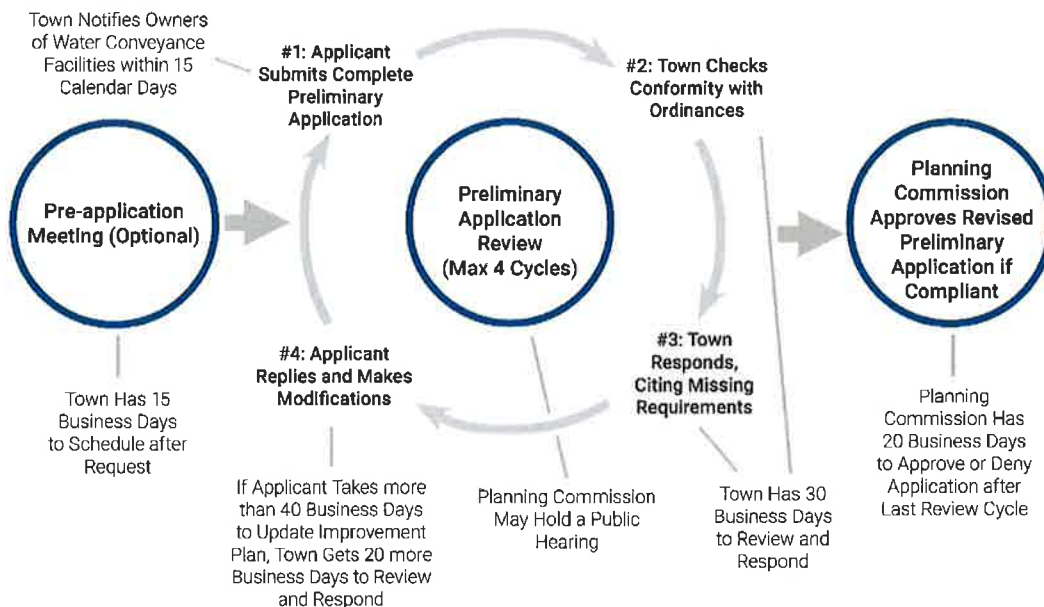 Town Notifies Owners
of Water Conveyance
Facilities within 15
Calendar Days
#1: Applicant
Submits Complete
Preliminary
Application
#2: Town Checks
Conformity with
Ordinances
Pre-application
Meeting (Optional)
Preliminary
Application
Review
(Max 4 Cycles)
Planning
Commission
Approves Revised
Preliminary
Application if
Compliant
#4: Applicant
Replies and Makes
Modifications
#3: Town
Responds,
Citing Missing
Requirements
Town Has 15
Business Days
to Schedule after
Request
If Applicant Takes more
than 40 Business Days
to Update Improvement
Plan, Town Gets 20 more
Business Days to Review
and Respond
Planning Commission
May Hold a Public
Hearing
Town Has 30
Business Days
to Review and
Respond
Planning
Commission Has
20 Business Days
to Approve or Deny
Application after
Last Review Cycle